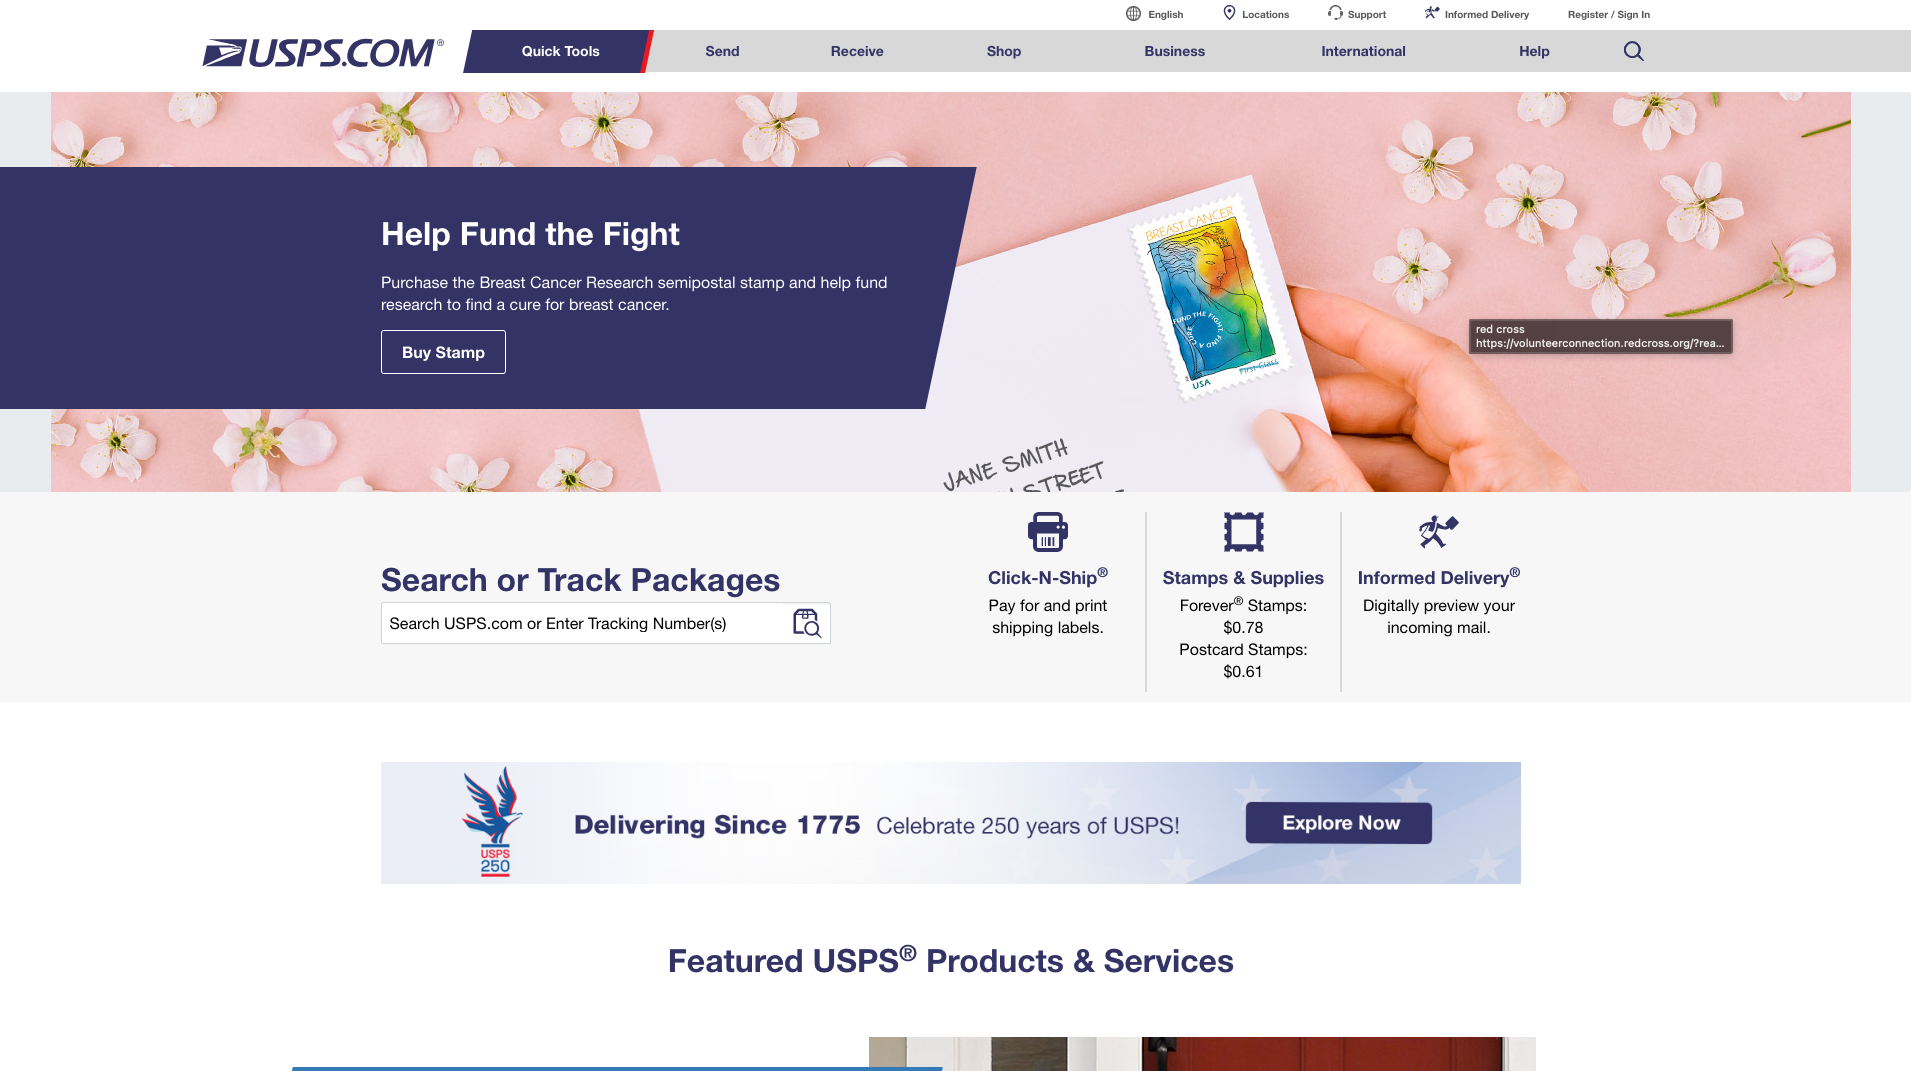 English
Locations
Support
Informed Delivery
Register / Sign In
USPS.COM®
Quick Tools
Send
Receive
Shop
Business
International
Help
Help Fund the Fight
Purchase the Breast Cancer Research semipostal stamp and help fund
research to find a cure for breast cancer.
Buy Stamp
BREAST CANCER
FUND THE FIGHT. FIND A CURE.
First-Class
USA
JANE SMITH
STREET
red cross
https://volunteerconnection.redcross.org/?rea...
Search or Track Packages
Search USPS.com or Enter Tracking Number(s)
Click-N-Ship®
Pay for and print
shipping labels.
Stamps & Supplies
Forever® Stamps:
$0.78
Postcard Stamps:
$0.61
Informed Delivery®
Digitally preview your
incoming mail.
USPS
250
Delivering Since 1775 Celebrate 250 years of USPS!
Explore Now
Featured USPS® Products & Services